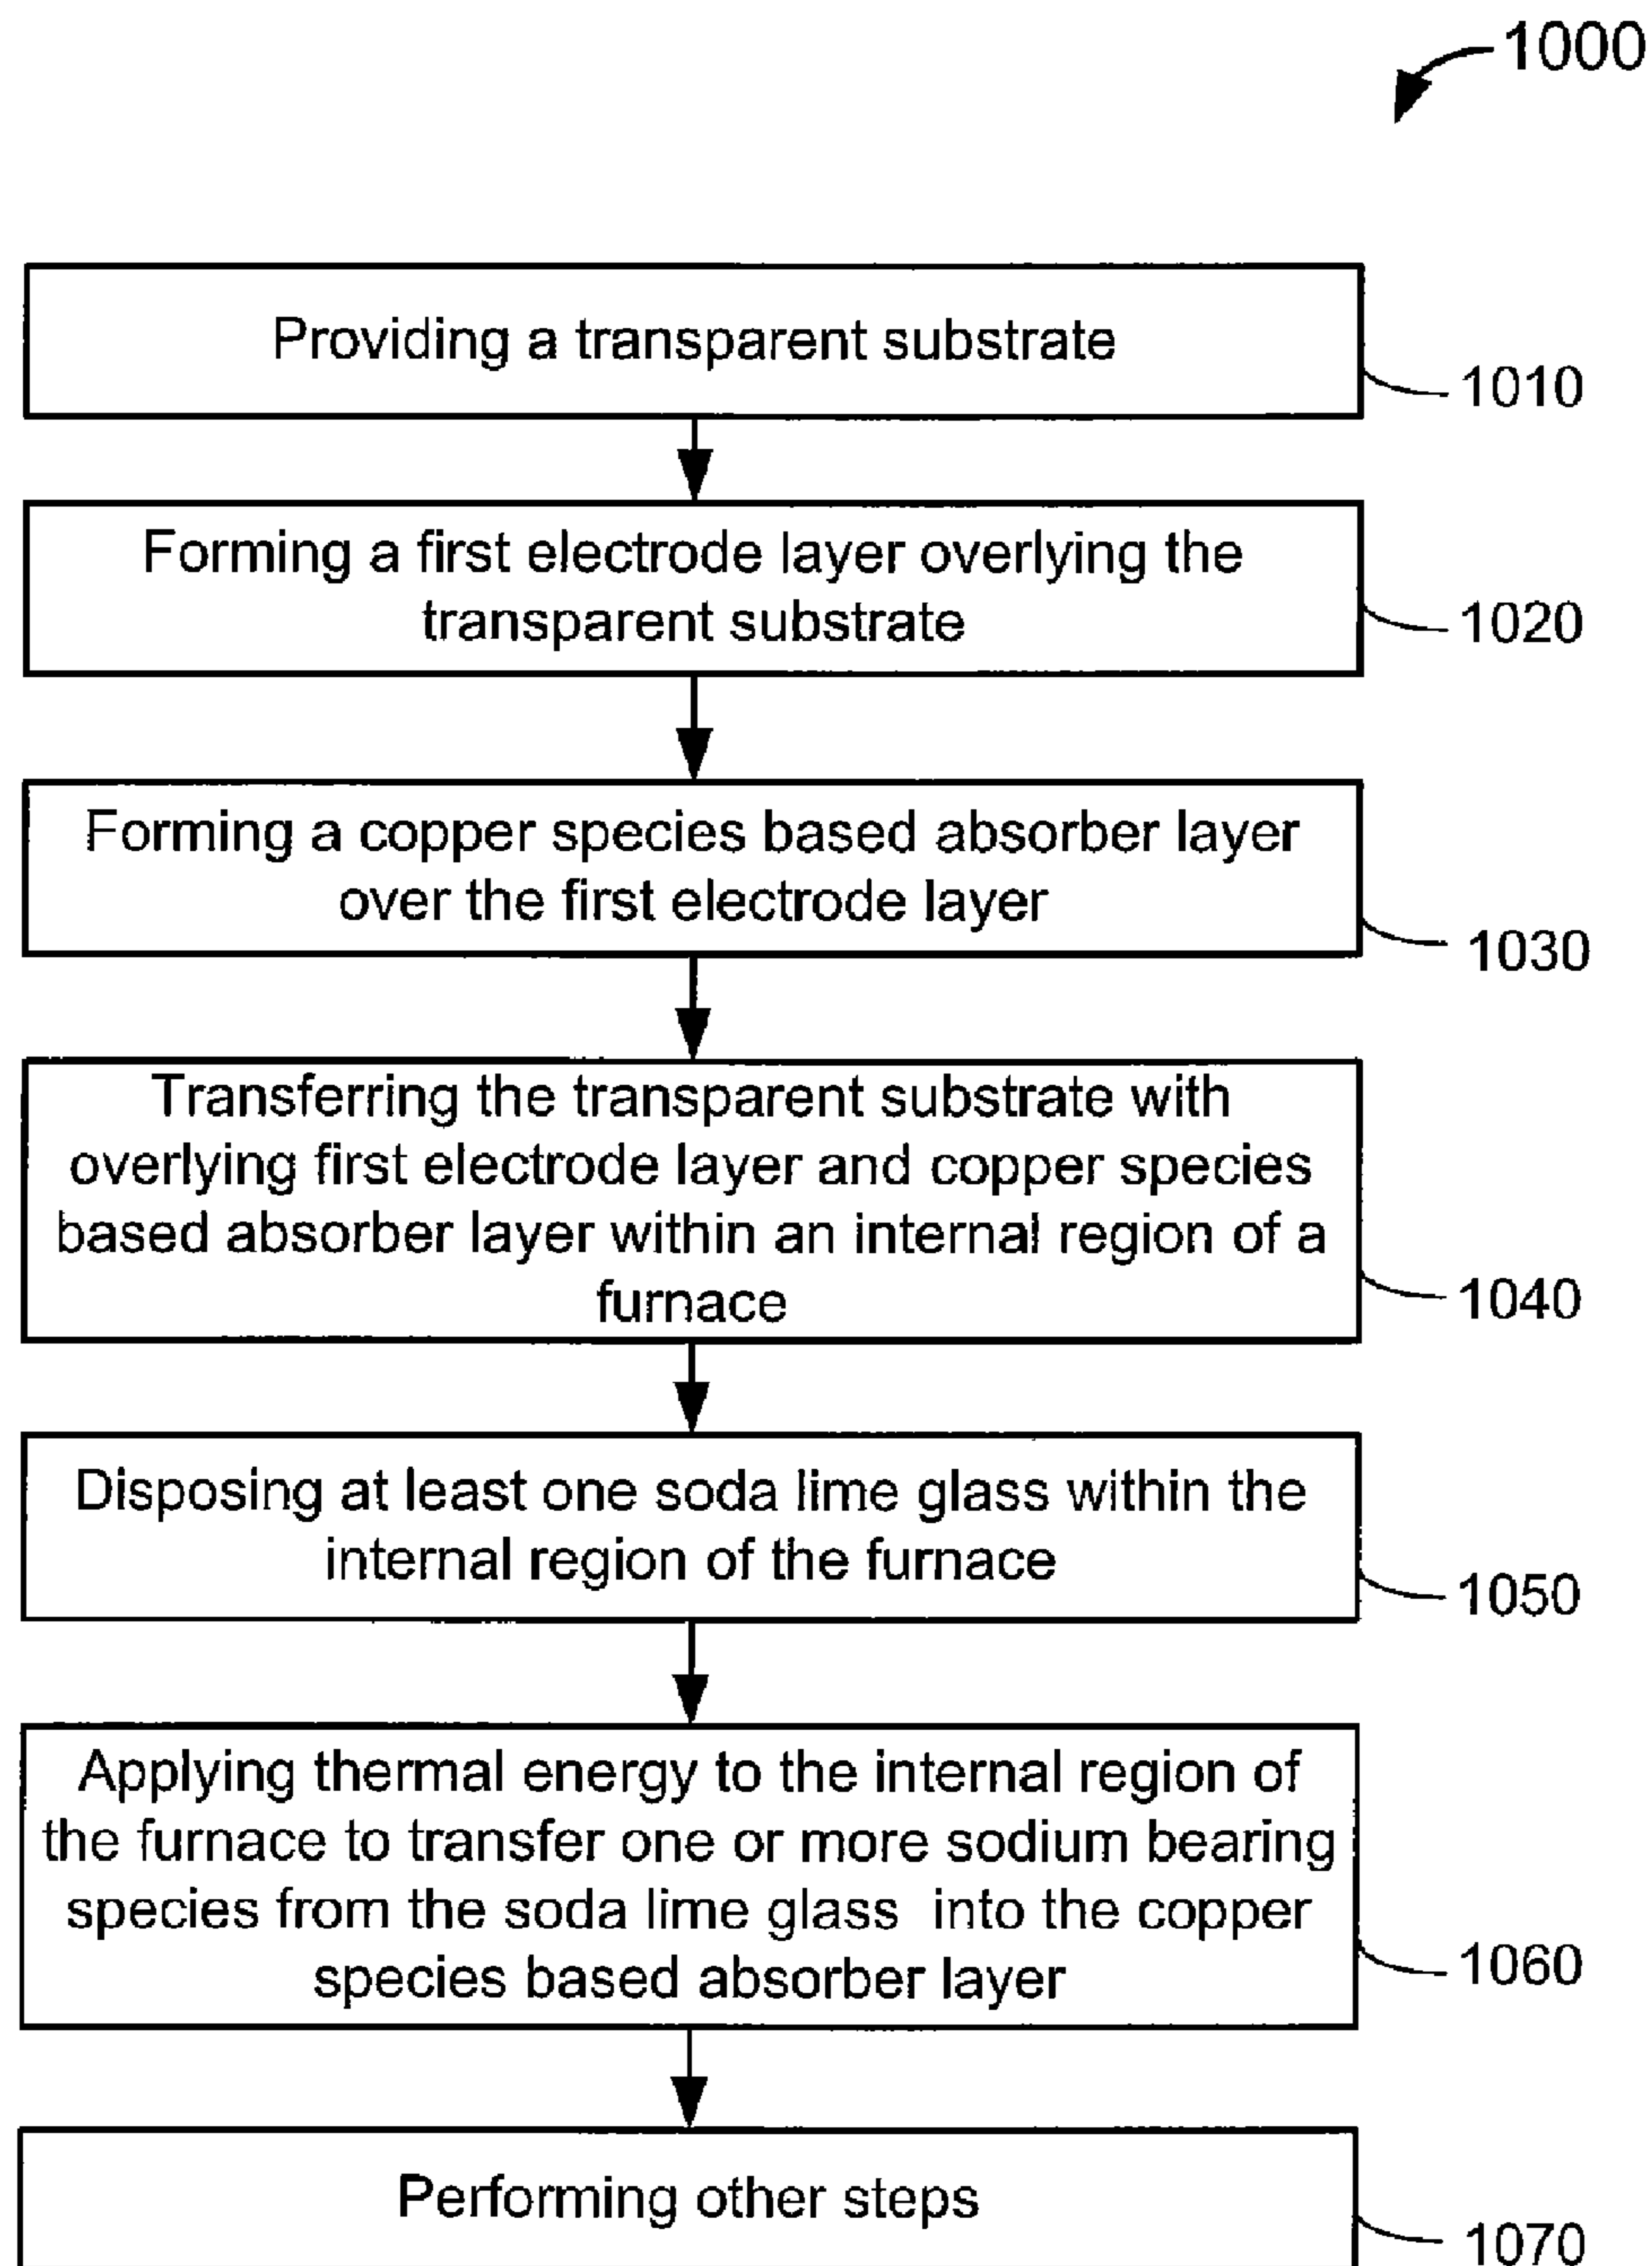 1000
Providing a transparent substrate
1010
Forming a first electrode layer overlying the
transparent substrate
1020
Forming a copper species based absorber layer
over the first electrode layer
1030
Transferring the transparent substrate with
overlying first electrode layer and copper species
based absorber layer within an internal region of a
furnace
1040
Disposing at least one soda lime glass within the
internal region of the furnace
1050
Applying thermal energy to the internal region of
the furnace to transfer one or more sodium bearing
species from the soda lime glass into the copper
species based absorber layer
1060
Performing other steps
1070